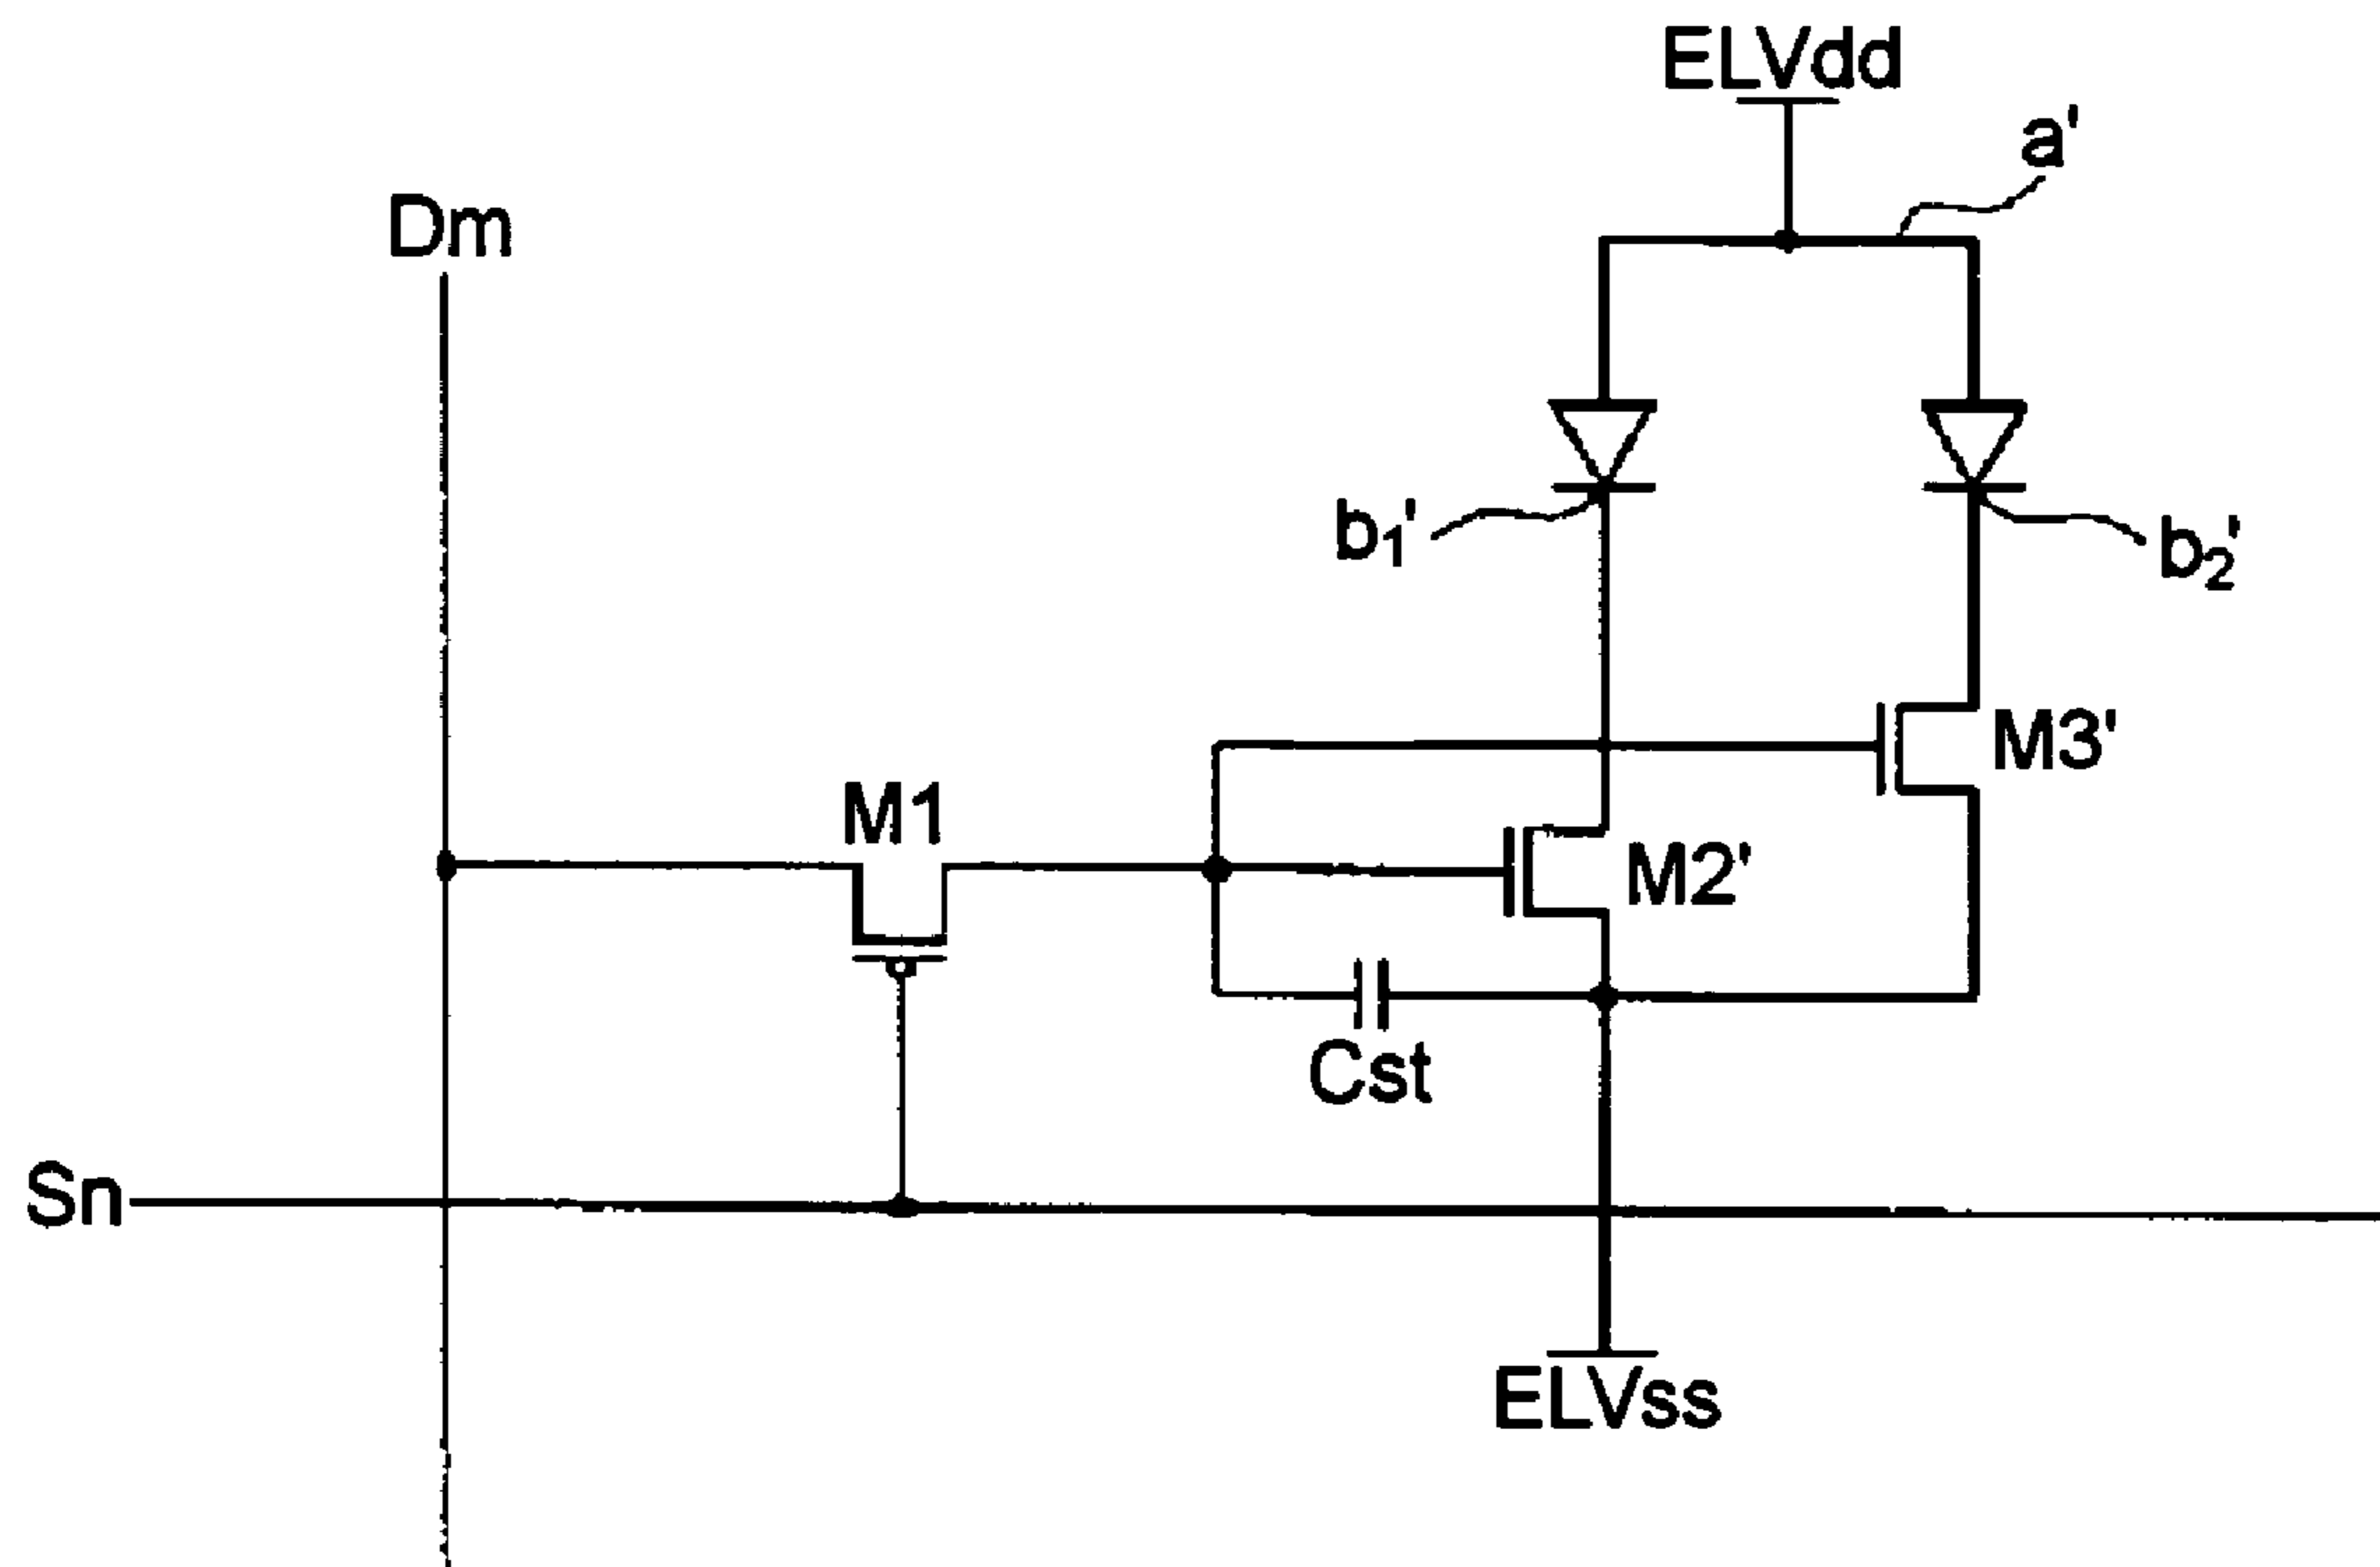 ELVdd
a'
Dm
b₁'
b₂'
M3'
M1
M2'
Cst
Sn
ELVss